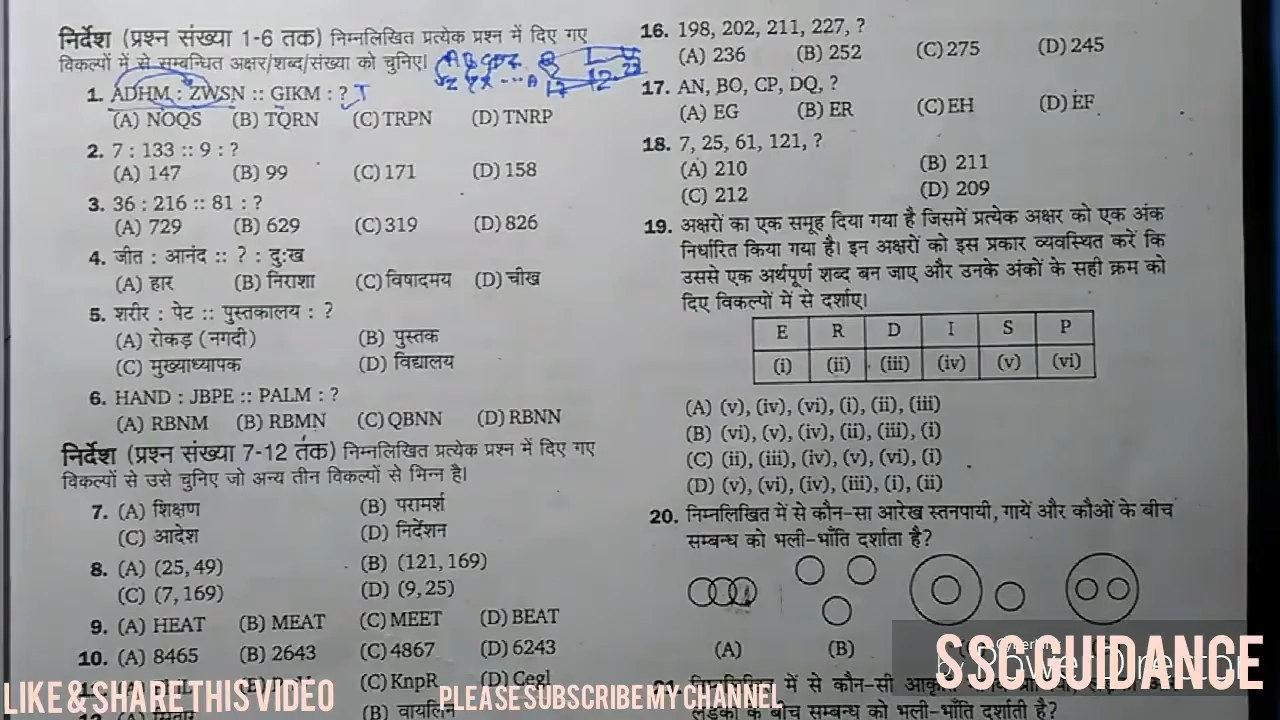 निर्देश (प्रश्न संख्या 1-6 तक) निम्नलिखित प्रत्येक प्रश्न में दिए गए
विकल्पों में से सम्बन्धित अक्षर/शब्द/संख्या को चुनिए।
1. ADHM : ZWSN :: GIKM : ?
(A) NOQS (B) TQRN (C) TRPN (D) TNRP
2. 7 : 133 :: 9 : ?
(A) 147 (B) 99 (C) 171 (D) 158
3. 36 : 216 :: 81 : ?
(A) 729 (B) 629 (C) 319 (D) 826
4. जीत : आनंद :: ? : दुःख
(A) हार (B) निराशा (C) विषादमय (D) चीख
5. शरीर : पेट :: पुस्तकालय : ?
(A) रोकड़ (नगदी) (B) पुस्तक
(C) मुख्याध्यापक (D) विद्यालय
6. HAND : JBPE :: PALM : ?
(A) RBNM (B) RBMN (C) QBNN (D) RBNN
निर्देश (प्रश्न संख्या 7-12 तक) निम्नलिखित प्रत्येक प्रश्न में दिए गए
विकल्पों से उसे चुनिए जो अन्य तीन विकल्पों से भिन्न है।
7. (A) शिक्षण (B) परामर्श
(C) आदेश (D) निर्देशन
8. (A) (25, 49) (B) (121, 169)
(C) (7, 169) (D) (9, 25)
9. (A) HEAT (B) MEAT (C) MEET (D) BEAT
10. (A) 8465 (B) 2643 (C) 4867 (D) 6243
(C) KnpR (D) Cegl
(B) वायलिन
16. 198, 202, 211, 227, ?
(A) 236 (B) 252 (C) 275 (D) 245
17. AN, BO, CP, DQ, ?
(A) EG (B) ER (C) EH (D) EF
18. 7, 25, 61, 121, ?
(A) 210 (B) 211
(C) 212 (D) 209
19. अक्षरों का एक समूह दिया गया है जिसमें प्रत्येक अक्षर को एक अंक
निर्धारित किया गया है। इन अक्षरों को इस प्रकार व्यवस्थित करें कि
उससे एक अर्थपूर्ण शब्द बन जाए और उनके अंकों के सही क्रम को
दिए विकल्पों में से दर्शाए।
E R D I S P
(i) (ii) (iii) (iv) (v) (vi)
(A) (v), (iv), (vi), (i), (ii), (iii)
(B) (vi), (v), (iv), (ii), (iii), (i)
(C) (ii), (iii), (iv), (v), (vi), (i)
(D) (v), (vi), (iv), (iii), (i), (ii)
20. निम्नलिखित में से कौन-सा आरेख स्तनपायी, गायें और कौओं के बीच
सम्बन्ध को भली-भाँति दर्शाता है?
(A) (B)
में से कौन-सी
लड़कों के बीच सम्बन्ध को भली-भाँति दर्शाती है?
SSC GUIDANCE
LIKE & SHARE THIS VIDEO
PLEASE SUBSCRIBE MY CHANNEL